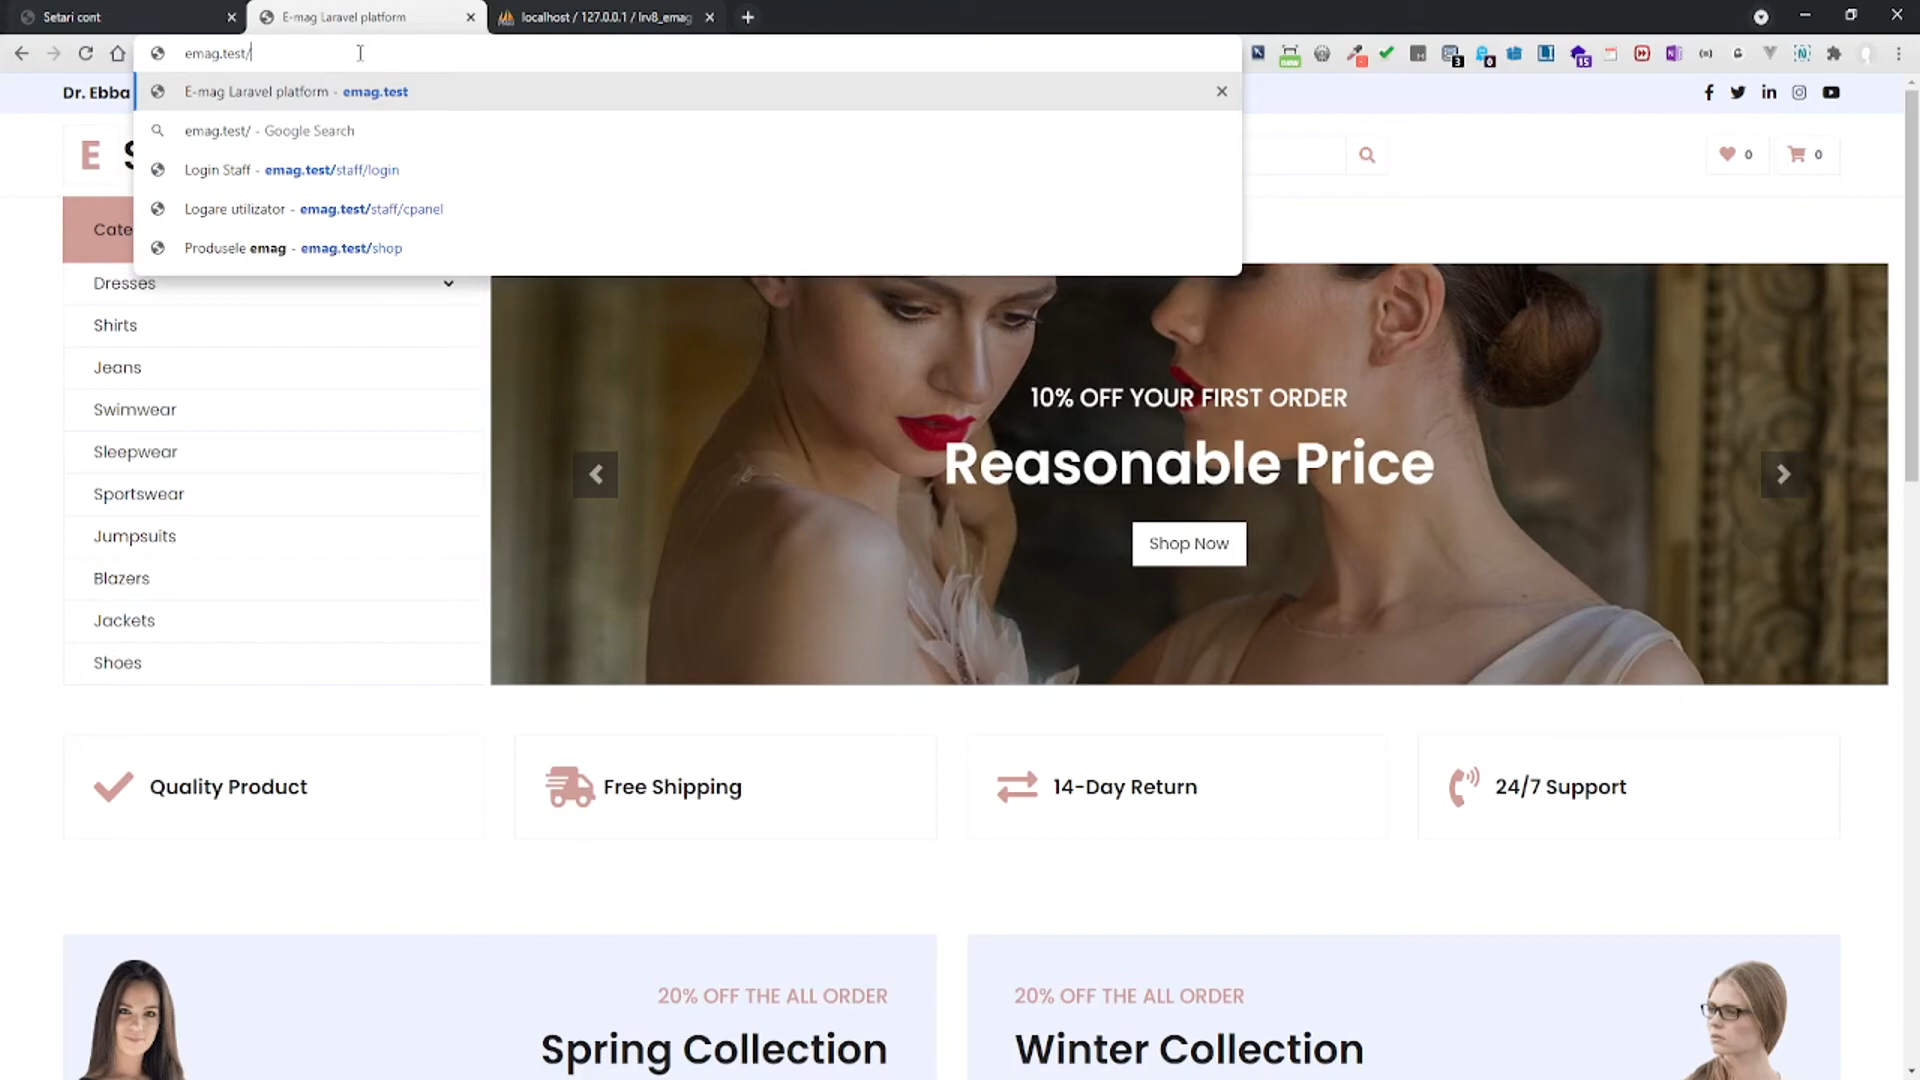 Setari cont
E-mag Laravel platform
localhost / 127.0.0.1 / lrv8_emag
emag.test/
new
3
0
15
Dr. Ebba
E-mag Laravel platform - emag.test
emag.test/ - Google Search
Login Staff - emag.test/staff/login
Logare utilizator - emag.test/staff/cpanel
Produsele emag - emag.test/shop
E S
0
0
Cate
Dresses
Shirts
Jeans
Swimwear
Sleepwear
Sportswear
Jumpsuits
Blazers
Jackets
Shoes
10% OFF YOUR FIRST ORDER
Reasonable Price
Shop Now
Quality Product
Free Shipping
14-Day Return
24/7 Support
20% OFF THE ALL ORDER
Spring Collection
20% OFF THE ALL ORDER
Winter Collection